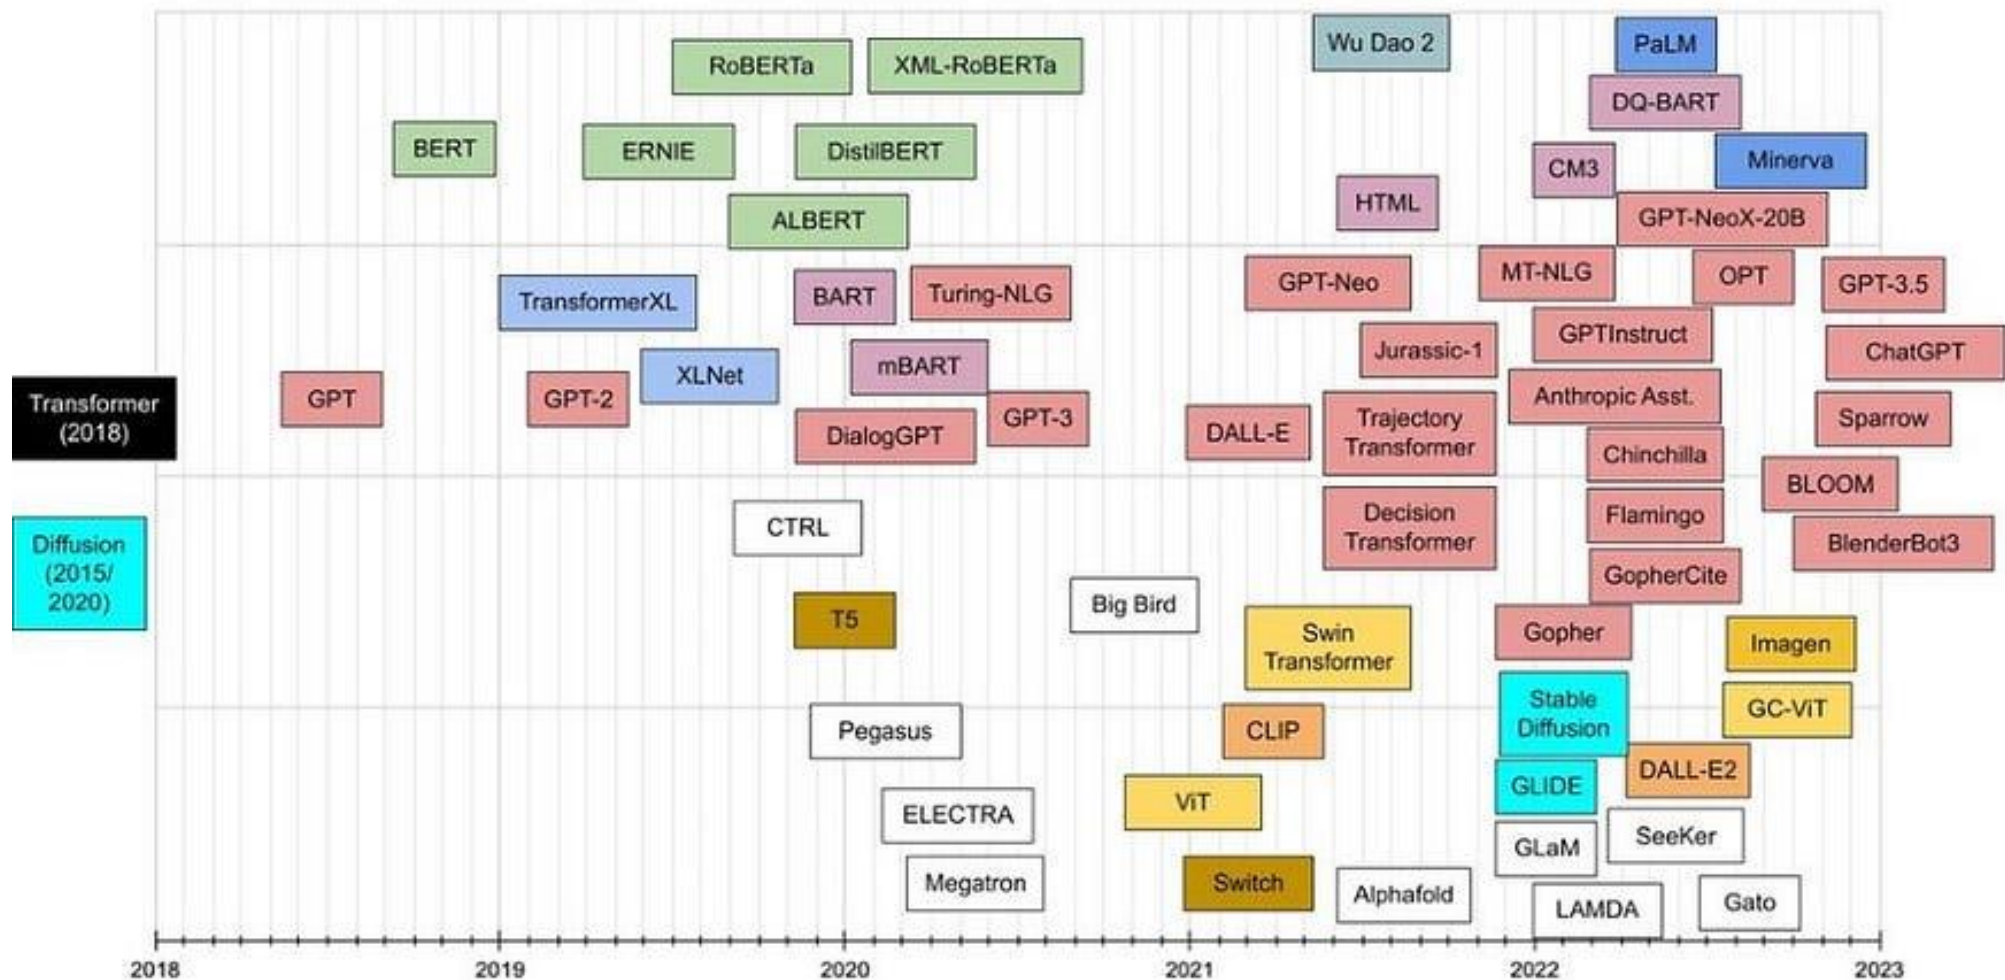 Wu Dao 2
PaLM
RoBERTa
XML-RoBERTa
DQ-BART
BERT
ERNIE
DistilBERT
CM3
Minerva
HTML
ALBERT
GPT-NeoX-20B
TransformerXL
BART
Turing-NLG
GPT-Neo
MT-NLG
OPT
GPT-3.5
GPTInstruct
Jurassic-1
ChatGPT
XLNet
mBART
Anthropic Asst.
Transformer
(2018)
GPT
GPT-2
DialogGPT
GPT-3
DALL-E
Trajectory
Transformer
Sparrow
Chinchilla
BLOOM
CTRL
Decision
Transformer
Flamingo
BlenderBot3
Diffusion
(2015/
2020)
GopherCite
T5
Big Bird
Swin
Transformer
Gopher
Imagen
Stable
Diffusion
GC-ViT
Pegasus
CLIP
DALL-E2
GLIDE
ELECTRA
ViT
SeeKer
GLaM
Megatron
Switch
Alphafold
LAMDA
Gato
2018
2019
2020
2021
2022
2023